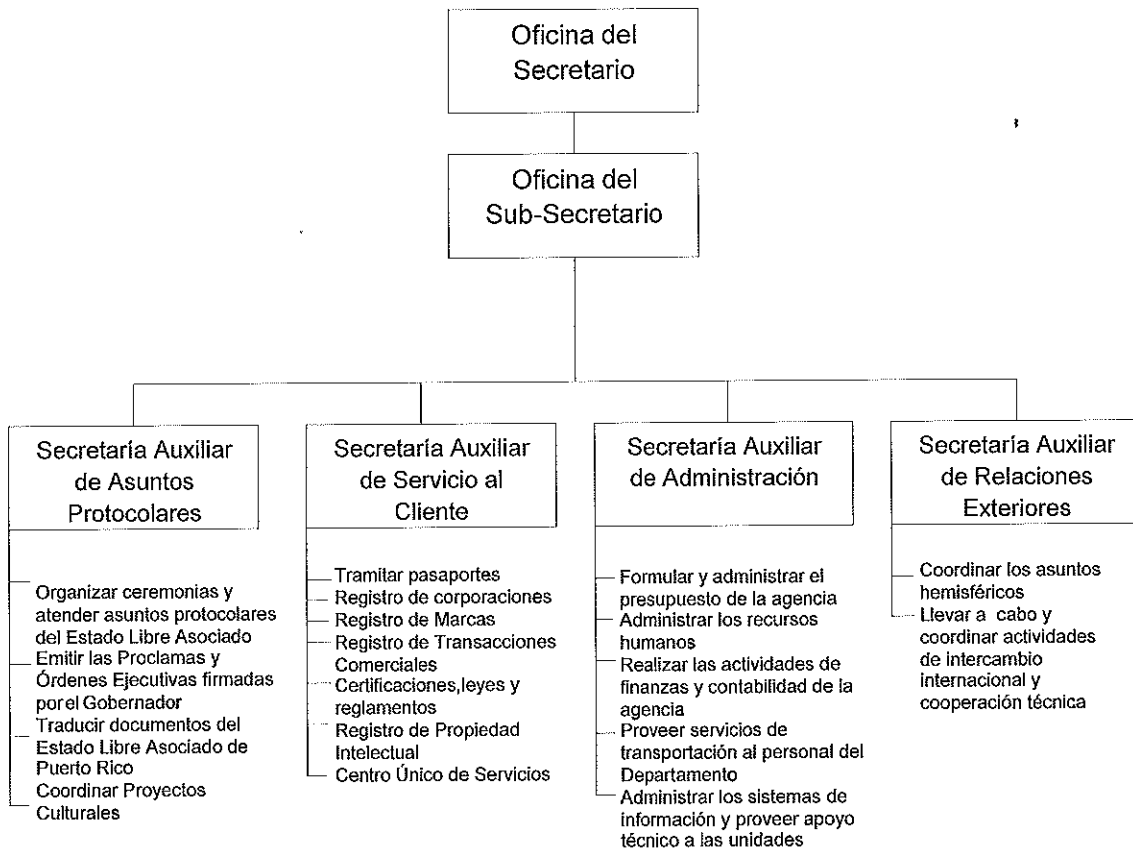 Oficina del
Secretario
Oficina del
Sub-Secretario
Secretaría Auxiliar
de Asuntos
Protocolares
Organizar ceremonias y
atender asuntos protocolares
del Estado Libre Asociado
Emitir las Proclamas y
Órdenes Ejecutivas firmadas
por el Gobernador
Traducir documentos del
Estado Libre Asociado de
Puerto Rico
Coordinar Proyectos
Culturales
Secretaría Auxiliar
de Servicio al
Cliente
Tramitar pasaportes
Registro de corporaciones
Registro de Marcas
Registro de Transacciones
Comerciales
Certificaciones,leyes y
reglamentos
Registro de Propiedad
Intelectual
Centro Único de Servicios
Secretaría Auxiliar
de Administración
Formular y administrar el
presupuesto de la agencia
Administrar los recursos
humanos
Realizar las actividades de
finanzas y contabilidad de la
agencia
Proveer servicios de
transportación al personal del
Departamento
Administrar los sistemas de
información y proveer apoyo
técnico a las unidades
Secretaría Auxiliar
de Relaciones
Exteriores
Coordinar los asuntos
hemisféricos
Llevar a cabo y
coordinar actividades
de intercambio
internacional y
cooperación técnica